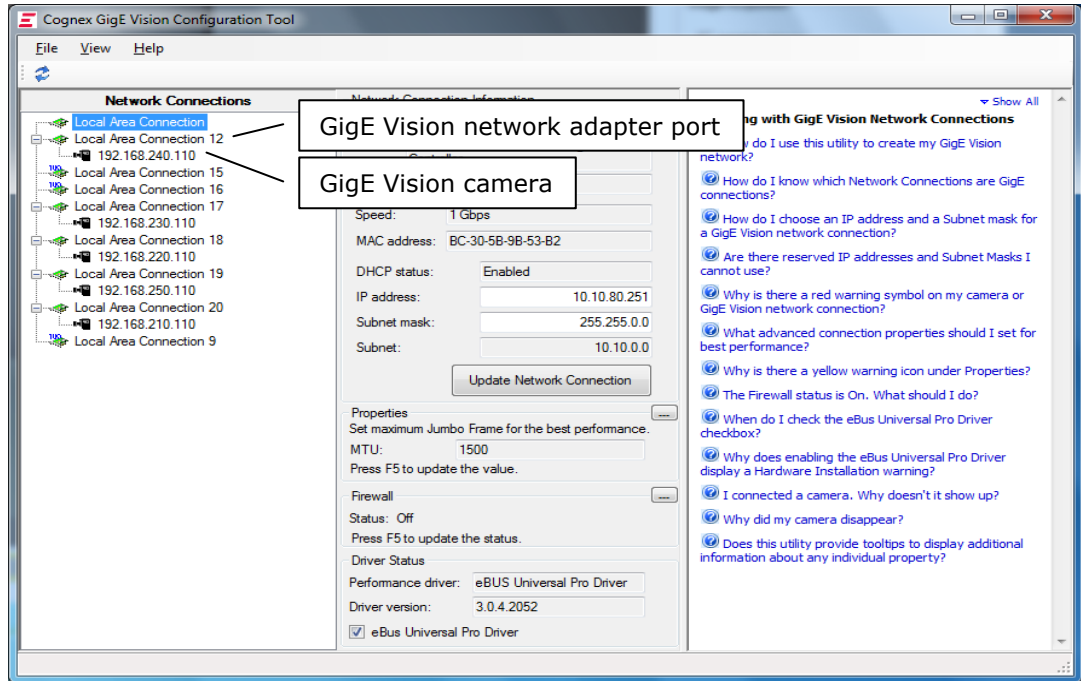 Cognex GigE Vision Configuration Tool
File View Help
Network Connections
Local Area Connection
Local Area Connection 12
192.168.240.110
Local Area Connection 15
Local Area Connection 16
Local Area Connection 17
192.168.230.110
Local Area Connection 18
192.168.220.110
Local Area Connection 19
192.168.250.110
Local Area Connection 20
192.168.210.110
Local Area Connection 9
GigE Vision network adapter port
GigE Vision camera
Network Connection Information
Speed: 1 Gbps
MAC address: BC-30-5B-9B-53-B2
DHCP status: Enabled
IP address: 10.10.80.251
Subnet mask: 255.255.0.0
Subnet: 10.10.0.0
Update Network Connection
Properties
...
Set maximum Jumbo Frame for the best performance.
MTU: 1500
Press F5 to update the value.
Firewall
...
Status: Off
Press F5 to update the status.
Driver Status
Performance driver: eBUS Universal Pro Driver
Driver version: 3.0.4.2052
eBus Universal Pro Driver
Show All
with GigE Vision Network Connections
do I use this utility to create my GigE Vision
network?
How do I know which Network Connections are GigE
connections?
How do I choose an IP address and a Subnet mask for
a GigE Vision network connection?
Are there reserved IP addresses and Subnet Masks I
cannot use?
Why is there a red warning symbol on my camera or
GigE Vision network connection?
What advanced connection properties should I set for
best performance?
Why is there a yellow warning icon under Properties?
The Firewall status is On. What should I do?
When do I check the eBus Universal Pro Driver
checkbox?
Why does enabling the eBus Universal Pro Driver
display a Hardware Installation warning?
I connected a camera. Why doesn't it show up?
Why did my camera disappear?
Does this utility provide tooltips to display additional
information about any individual property?